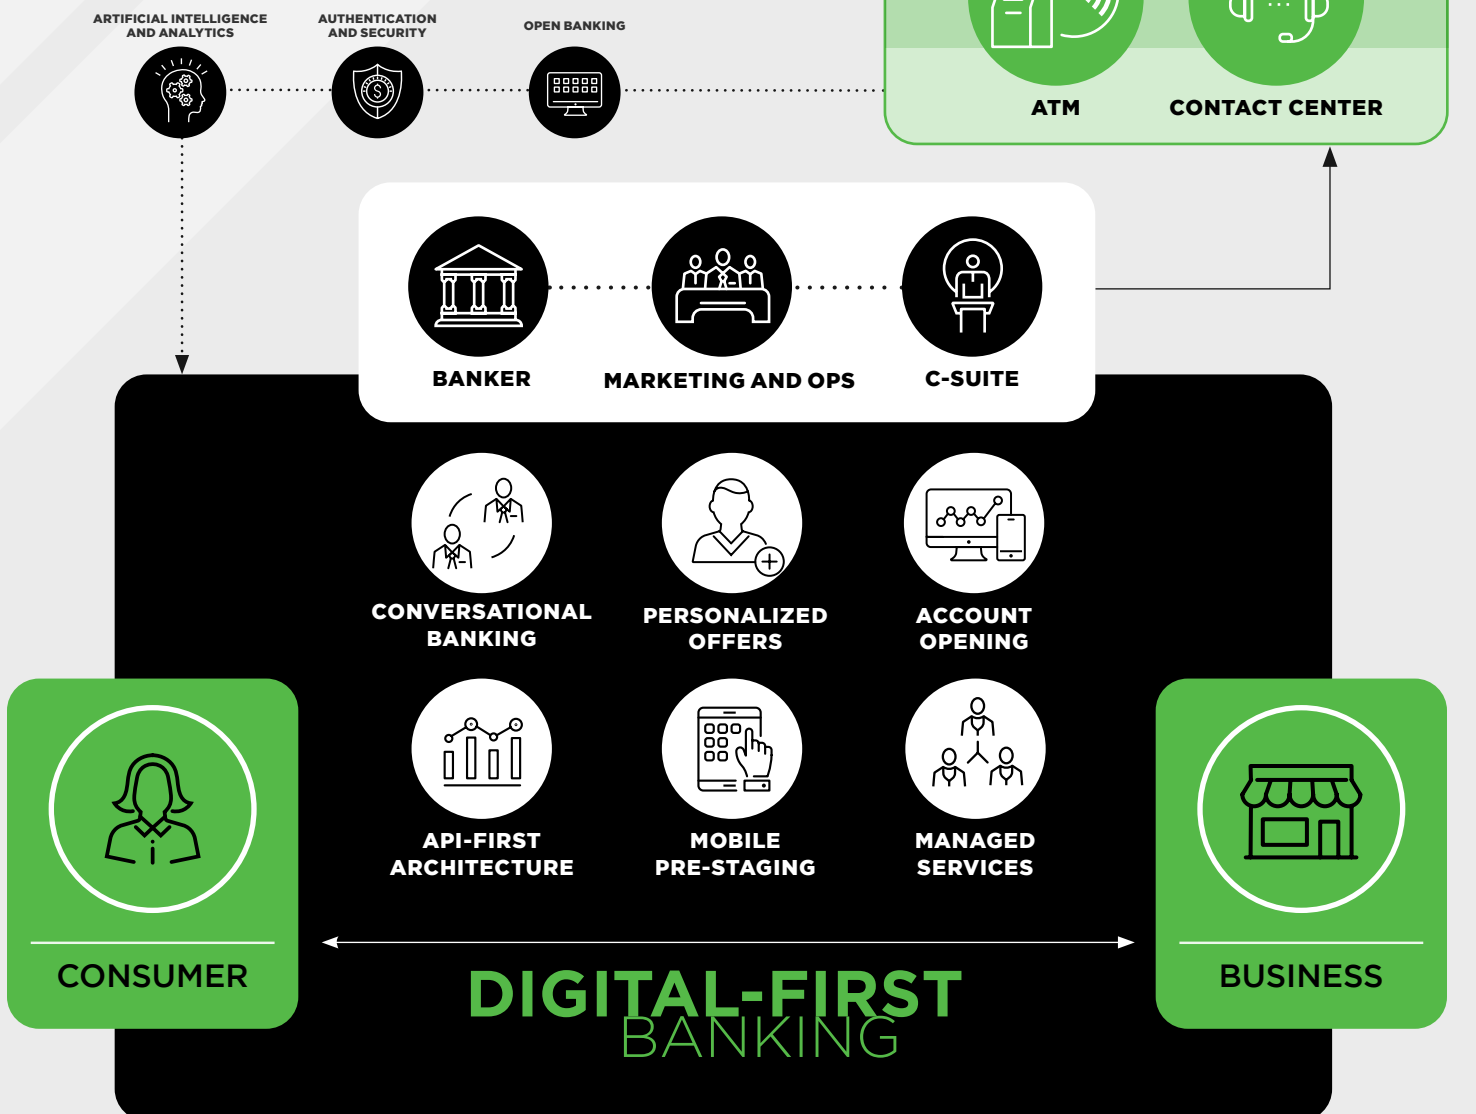 ARTIFICIAL INTELLIGENCE
AND ANALYTICS
AUTHENTICATION
AND SECURITY
OPEN BANKING
ATM
CONTACT CENTER
BANKER
MARKETING AND OPS
C-SUITE
CONVERSATIONAL
BANKING
PERSONALIZED
OFFERS
ACCOUNT
OPENING
API-FIRST
ARCHITECTURE
MOBILE
PRE-STAGING
MANAGED
SERVICES
CONSUMER
BUSINESS
DIGITAL-FIRST
BANKING